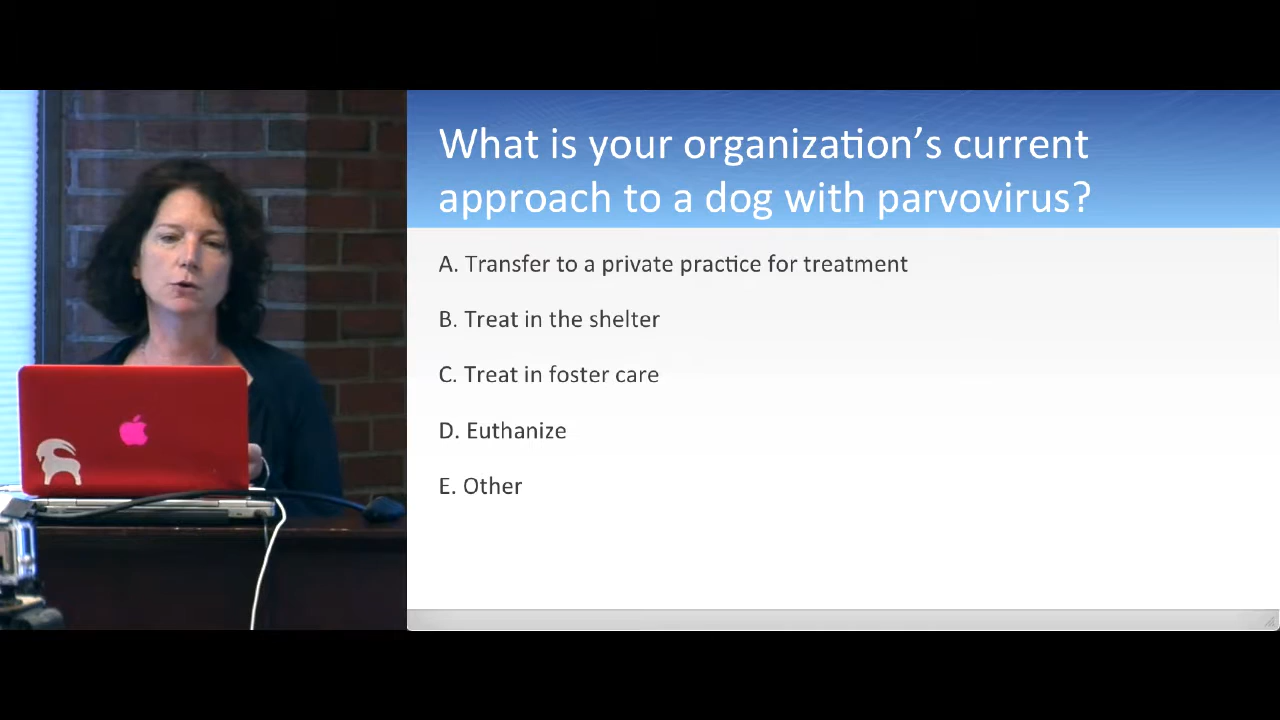 What is your organization's current
approach to a dog with parvovirus?
A. Transfer to a private practice for treatment
B. Treat in the shelter
C. Treat in foster care
D. Euthanize
E. Other